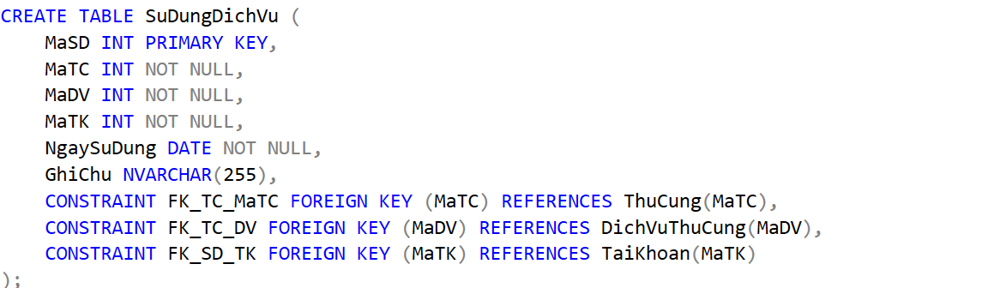 CREATE TABLE SuDungDichVu (
    MaSD INT PRIMARY KEY,
    MaTC INT NOT NULL,
    MaDV INT NOT NULL,
    MaTK INT NOT NULL,
    NgaySuDung DATE NOT NULL,
    GhiChu NVARCHAR(255),
    CONSTRAINT FK_TC_MaTC FOREIGN KEY (MaTC) REFERENCES ThuCung(MaTC),
    CONSTRAINT FK_TC_DV FOREIGN KEY (MaDV) REFERENCES DichVuThuCung(MaDV),
    CONSTRAINT FK_SD_TK FOREIGN KEY (MaTK) REFERENCES TaiKhoan(MaTK)
);